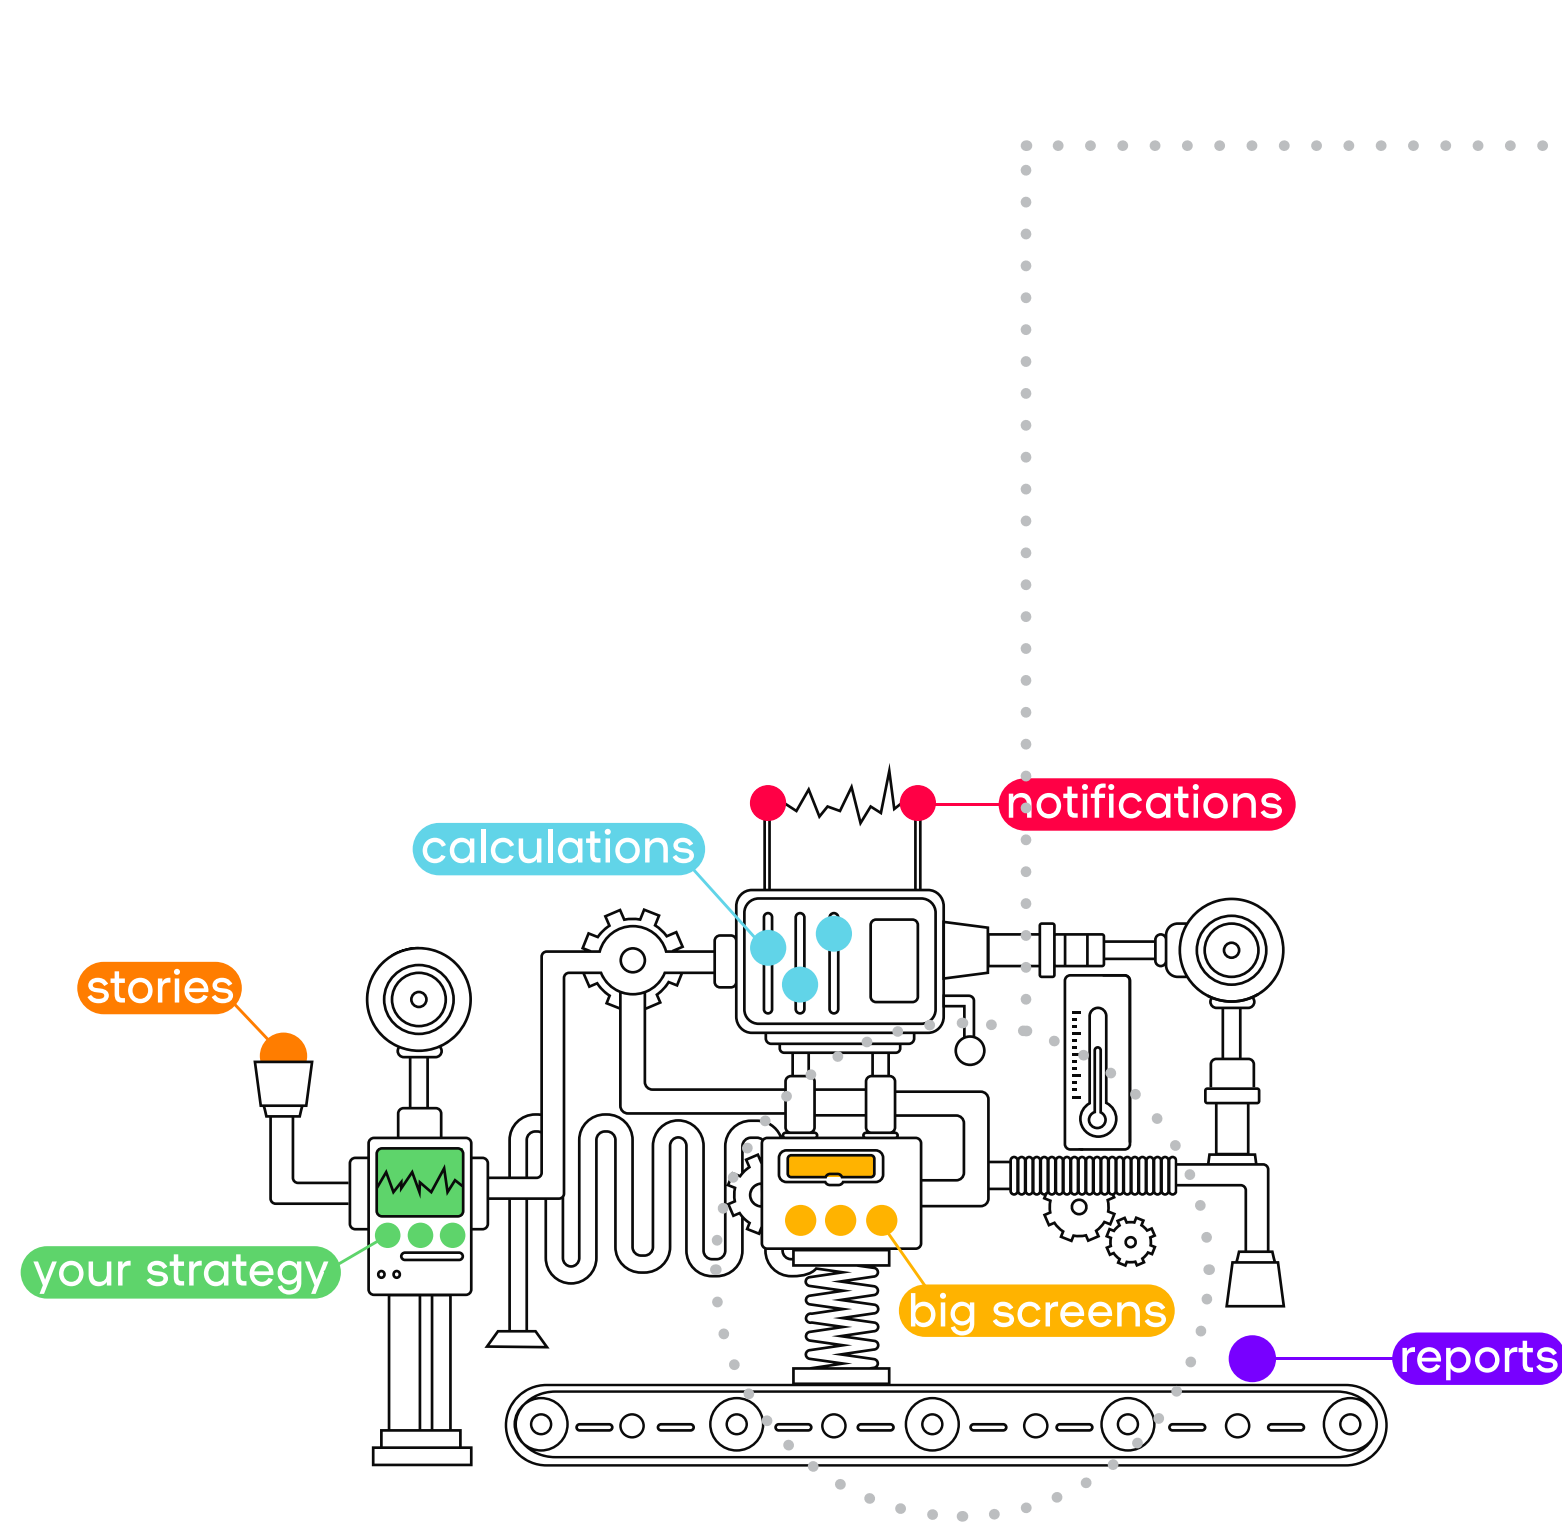 notifications
calculations
stories
your strategy
big screens
reports